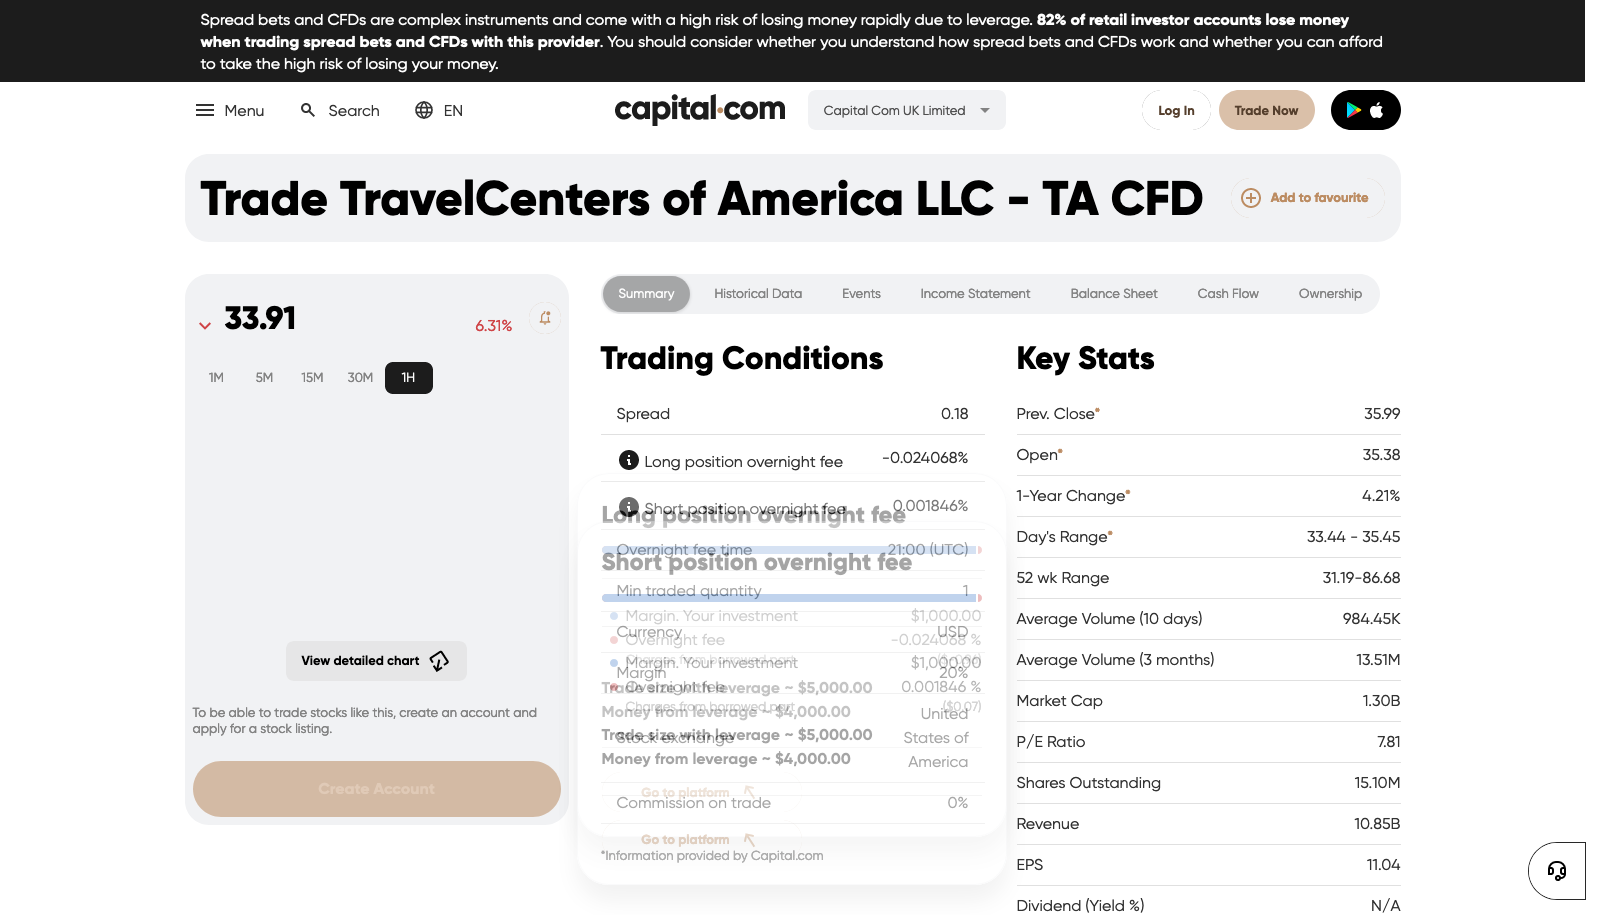 Spread bets and CFDs are complex instruments and come with a high risk of losing money rapidly due to leverage. 82% of retail investor accounts lose money
when trading spread bets and CFDs with this provider. You should consider whether you understand how spread bets and CFDs work and whether you can afford
to take the high risk of losing your money.
Menu Search EN capital.com Capital Com UK Limited Log In Trade Now
Trade TravelCenters of America LLC - TA CFD Add to favourite
33.91 6.31%
1M 5M 15M 30M 1H
View detailed chart
To be able to trade stocks like this, create an account and
apply for a stock listing.
Create Account
Summary Historical Data Events Income Statement Balance Sheet Cash Flow Ownership
Trading Conditions
Spread 0.18
Long position overnight fee -0.024068%
Short position overnight fee 0.001846%
Long position overnight fee
Overnight fee time 21:00 (UTC)
Short position overnight fee
Min traded quantity 1
Margin. Your investment $1,000.00
Currency USD
Overnight fee -0.024068 %
Margin. Your investment $1,000.00
Margin 20%
Overnight fee 0.001846 %
Trade size with leverage ~ $5,000.00
Charges from borrowed part ($0.07)
Money from leverage ~ $4,000.00
Stock exchange United States of America
Trade size with leverage ~ $5,000.00
Money from leverage ~ $4,000.00
Go to platform
Commission on trade 0%
Go to platform
*Information provided by Capital.com
Key Stats
Prev. Close* 35.99
Open* 35.38
1-Year Change* 4.21%
Day's Range* 33.44 - 35.45
52 wk Range 31.19-86.68
Average Volume (10 days) 984.45K
Average Volume (3 months) 13.51M
Market Cap 1.30B
P/E Ratio 7.81
Shares Outstanding 15.10M
Revenue 10.85B
EPS 11.04
Dividend (Yield %) N/A